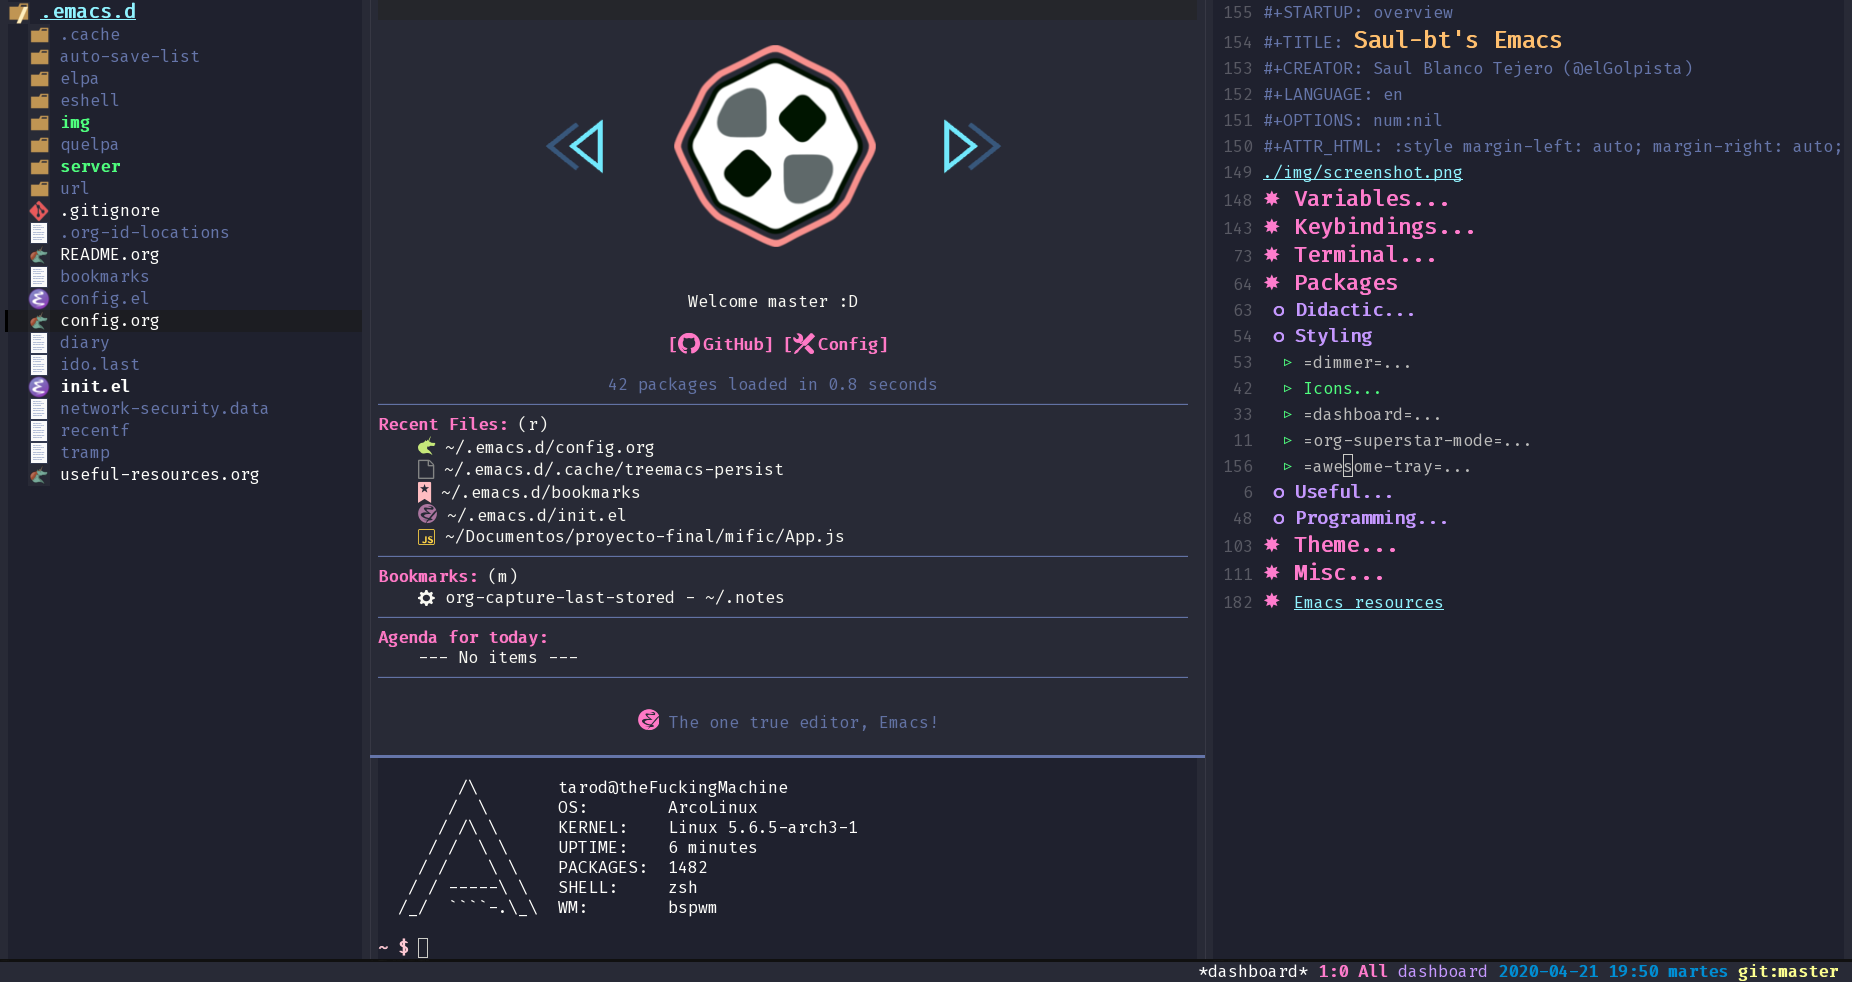 .emacs.d
.cache
auto-save-list
elpa
eshell
img
quelpa
server
url
.gitignore
.org-id-locations
README.org
bookmarks
config.el
config.org
diary
ido.last
init.el
network-security.data
recentf
tramp
useful-resources.org
Welcome master :D
[GitHub] [Config]
42 packages loaded in 0.8 seconds
Recent Files: (r)
~/.emacs.d/config.org
~/.emacs.d/.cache/treemacs-persist
~/.emacs.d/bookmarks
~/.emacs.d/init.el
JS ~/Documentos/proyecto-final/mific/App.js
Bookmarks: (m)
org-capture-last-stored - ~/.notes
Agenda for today:
--- No items ---
The one true editor, Emacs!
/\ tarod@theFuckingMachine
/  \ OS: ArcoLinux
/ /\ \ KERNEL: Linux 5.6.5-arch3-1
/ /  \ \ UPTIME: 6 minutes
/ /    \ \ PACKAGES: 1482
/ / -----\ \ SHELL: zsh
/_/  ````-.\_\ WM: bspwm
~ $
155 #+STARTUP: overview
154 #+TITLE: Saul-bt's Emacs
153 #+CREATOR: Saul Blanco Tejero (@elGolpista)
152 #+LANGUAGE: en
151 #+OPTIONS: num:nil
150 #+ATTR_HTML: :style margin-left: auto; margin-right: auto;
149 ./img/screenshot.png
148 ✸ Variables...
143 ✸ Keybindings...
73 ✸ Terminal...
64 ✸ Packages
63 o Didactic...
54 o Styling
53 ▹ =dimmer=...
42 ▹ Icons...
33 ▹ =dashboard=...
11 ▹ =org-superstar-mode=...
156 ▹ =awesome-tray=...
6 o Useful...
48 o Programming...
103 ✸ Theme...
111 ✸ Misc...
182 ✸ Emacs resources
*dashboard* 1:0 All dashboard 2020-04-21 19:50 martes git:master